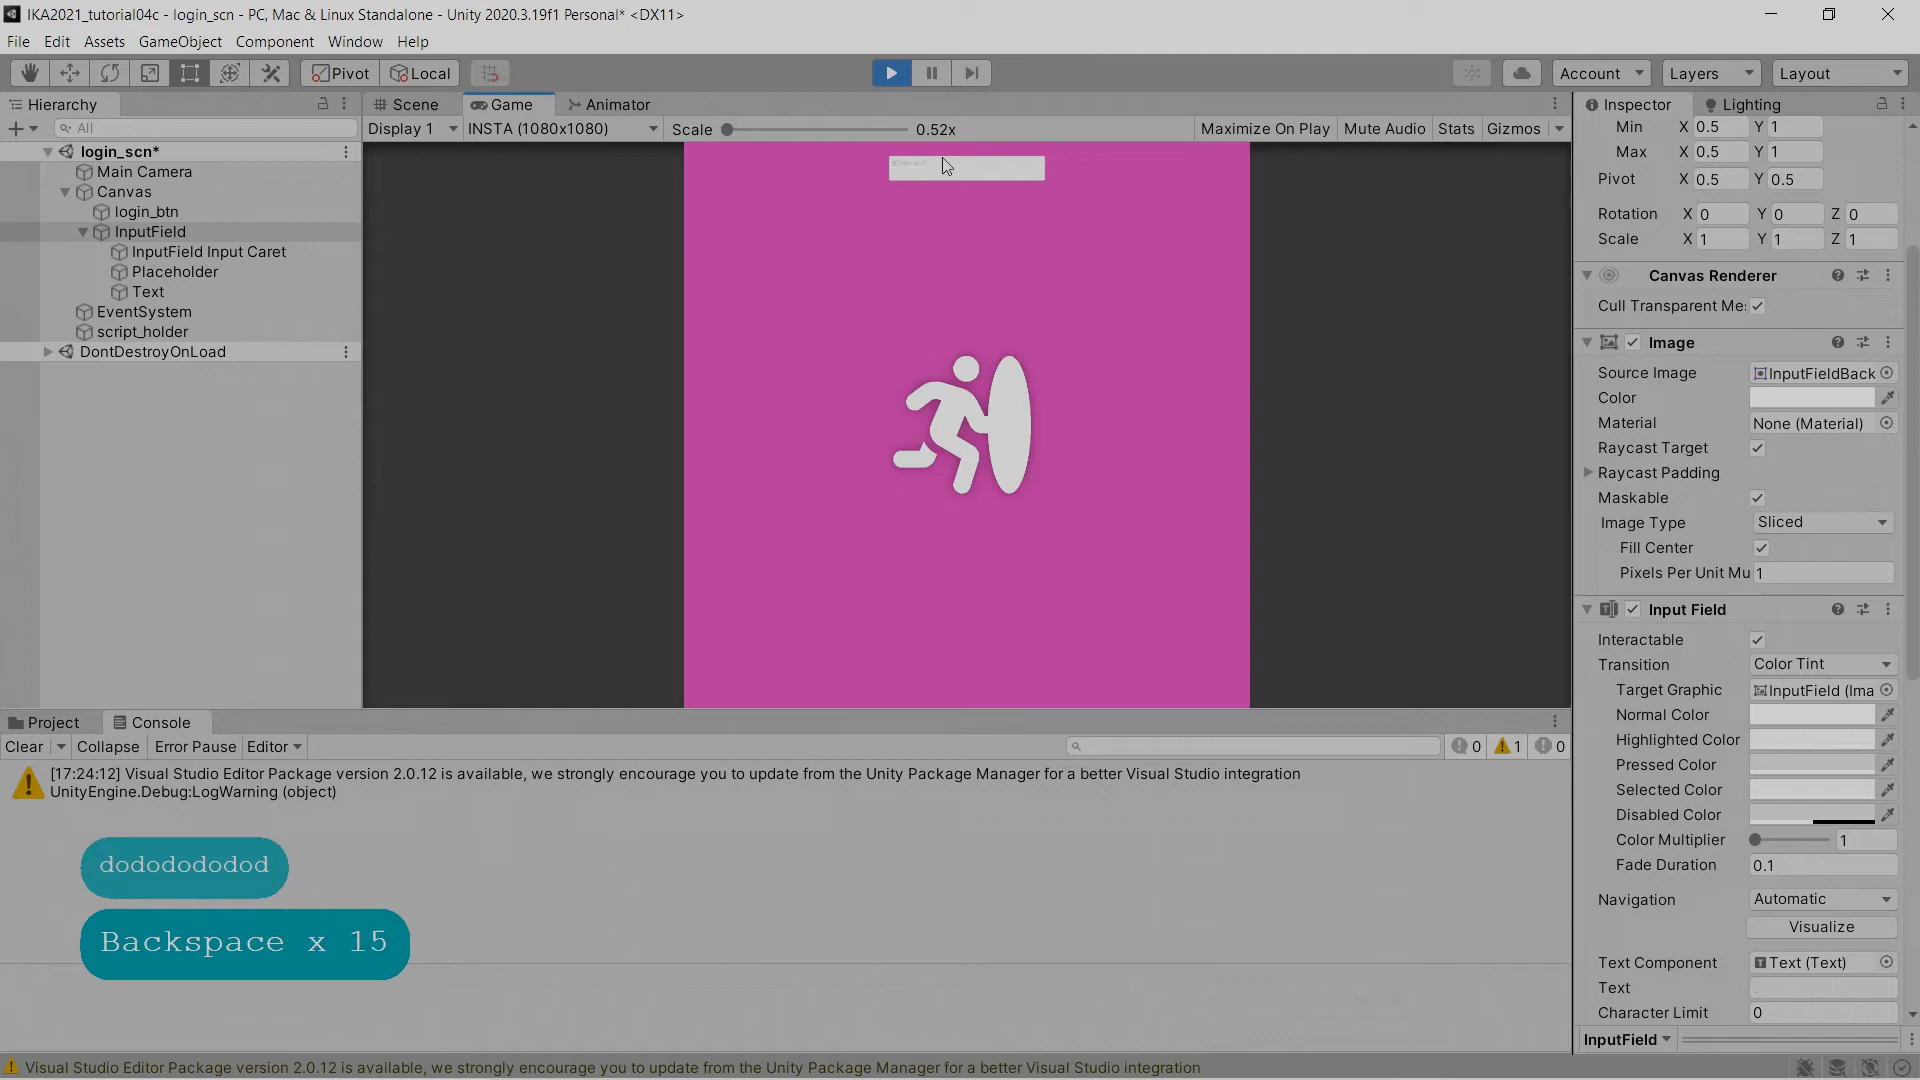 IKA2021_tutorial04c - login_scn - PC, Mac & Linux Standalone - Unity 2020.3.19f1 Personal* <DX11>
File Edit Assets GameObject Component Window Help
Pivot Local Account Layers Layout
Hierarchy
All
login_scn*
Main Camera
Canvas
login_btn
InputField
InputField Input Caret
Placeholder
Text
EventSystem
script_holder
DontDestroyOnLoad
Scene Game Animator
Display 1 INSTA (1080x1080) Scale 0.52x Maximize On Play Mute Audio Stats Gizmos
Inspector Lighting
Min X 0.5 Y 1
Max X 0.5 Y 1
Pivot X 0.5 Y 0.5
Rotation X 0 Y 0 Z 0
Scale X 1 Y 1 Z 1
Canvas Renderer
Cull Transparent Me:
Image
Source Image InputFieldBack
Color
Material None (Material)
Raycast Target
Raycast Padding
Maskable
Image Type Sliced
Fill Center
Pixels Per Unit Mu 1
Input Field
Interactable
Transition Color Tint
Target Graphic InputField (Ima
Normal Color
Highlighted Color
Pressed Color
Selected Color
Disabled Color
Color Multiplier 1
Fade Duration 0.1
Navigation Automatic
Visualize
Text Component Text (Text)
Text
Character Limit 0
InputField
Project Console
Clear Collapse Error Pause Editor 0 1 0
[17:24:12] Visual Studio Editor Package version 2.0.12 is available, we strongly encourage you to update from the Unity Package Manager for a better Visual Studio integration
UnityEngine.Debug:LogWarning (object)
dodododod​od
Backspace x 15
Visual Studio Editor Package version 2.0.12 is available, we strongly encourage you to update from the Unity Package Manager for a better Visual Studio integration